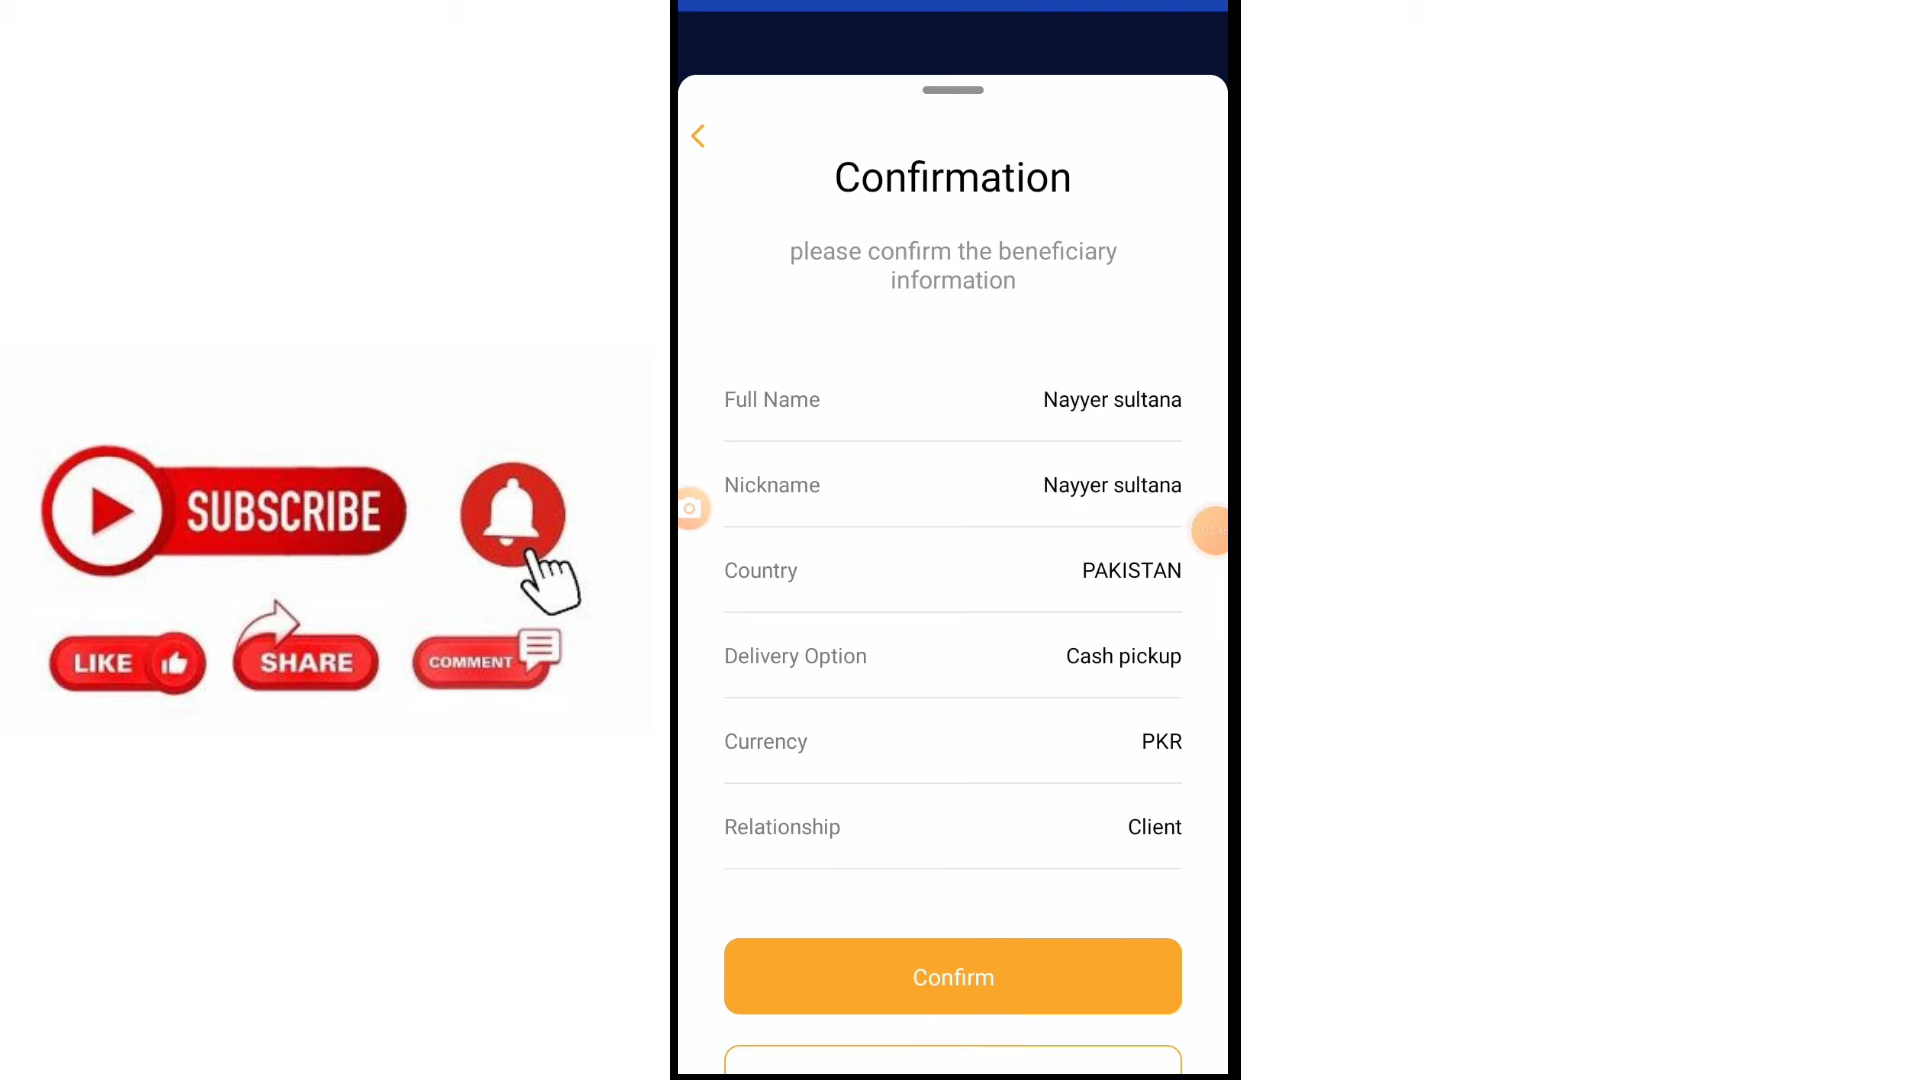 Confirmation
please confirm the beneficiary
information
Full Name Nayyer sultana
Nickname Nayyer sultana
Country PAKISTAN
Delivery Option Cash pickup
Currency PKR
Relationship Client
Confirm
SUBSCRIBE
LIKE SHARE COMMENT